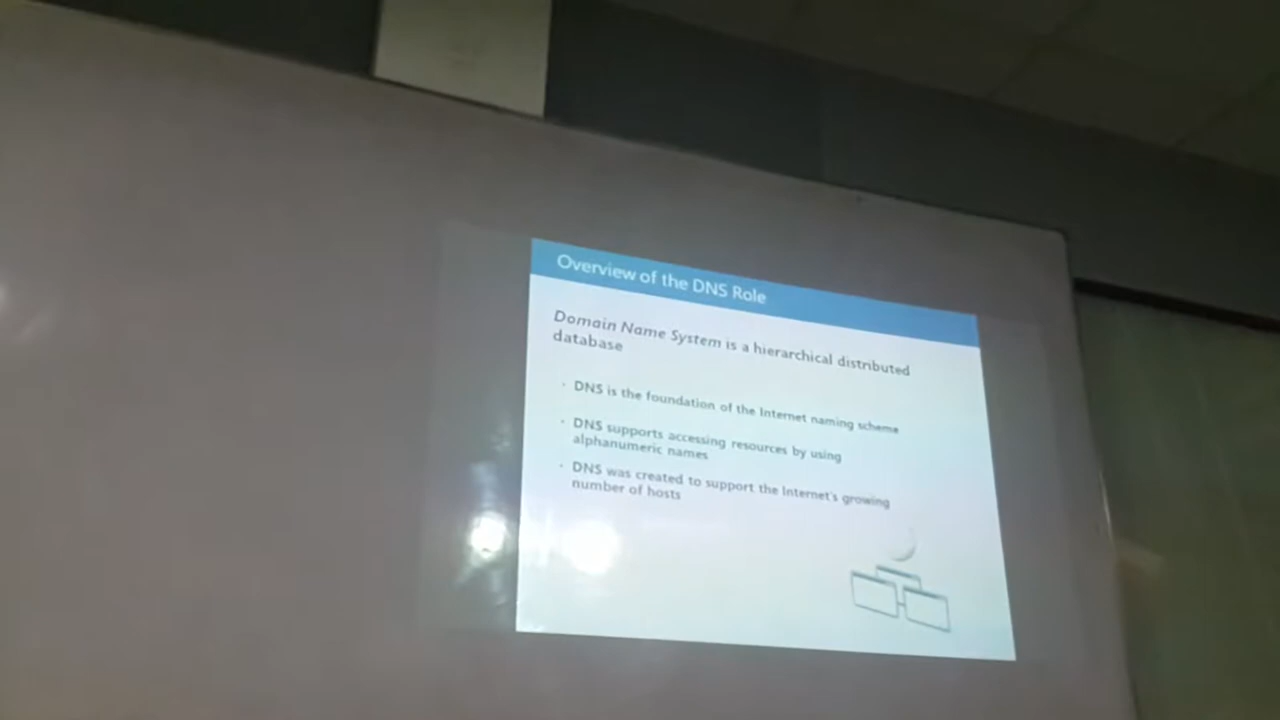 Overview of the DNS Role
Domain Name System is a hierarchical distributed
database
· DNS is the foundation of the Internet naming scheme
· DNS supports accessing resources by using
alphanumeric names
· DNS was created to support the Internet's growing
number of hosts